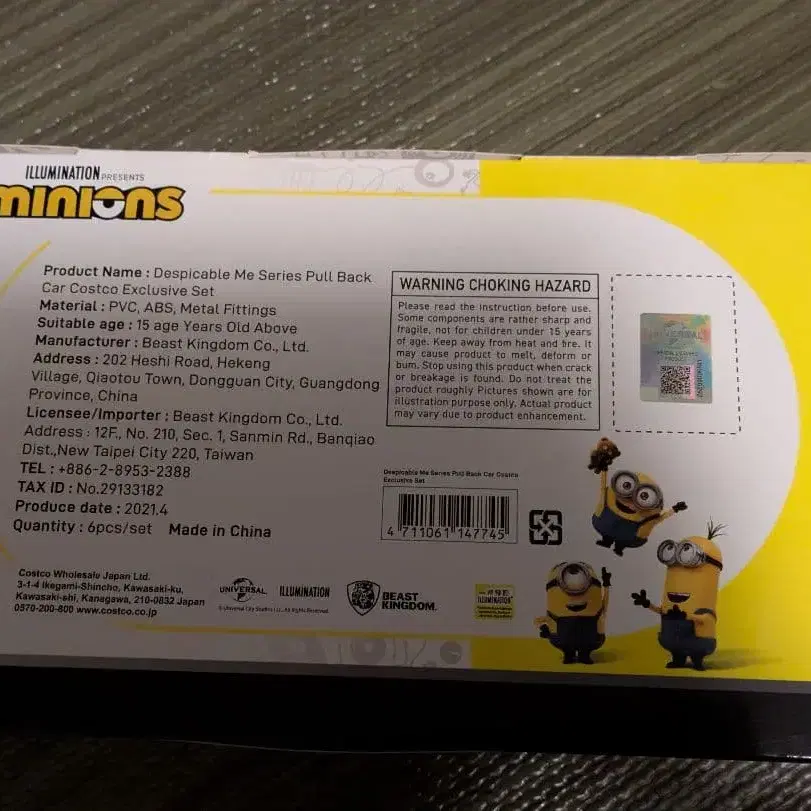 ILLUMINATION PRESENTS
MINIONS
Product Name : Despicable Me Series Pull Back
Car Costco Exclusive Set
Material : PVC, ABS, Metal Fittings
Suitable age : 15 age Years Old Above
Manufacturer : Beast Kingdom Co., Ltd.
Address : 202 Heshi Road, Hekeng
Village, Qiaotou Town, Dongguan City, Guangdong
Province, China
Licensee/Importer : Beast Kingdom Co., Ltd.
Address : 12F., No. 210, Sec. 1, Sanmin Rd., Banqiao
Dist.,New Taipei City 220, Taiwan
TEL : +886-2-8953-2388
TAX ID : No.29133182
Produce date : 2021.4
Quantity : 6pcs/set Made in China
WARNING CHOKING HAZARD
Please read the instruction before use.
Some components are rather sharp and
fragile, not for children under 15 years
of age. Keep away from heat and fire. It
may cause product to melt, deform or
burn. Stop using this product when crack
or breakage is found. Do not treat the
product roughly Pictures shown are for
illustration purpose only. Actual product
may vary due to product enhancement.
UNIVERSAL
Despicable Me Series Pull Back Car Costco
Exclusive Set
4 711061 147745
Costco Wholesale Japan Ltd.
3-1-4 Ikegami-Shincho, Kawasaki-ku,
Kawasaki-shi, Kanagawa, 210-0832 Japan
0570-200-800 www.costco.co.jp
UNIVERSAL
ILLUMINATION
BEAST
KINGDOM.
© Universal City Studios LLC. All Rights Reserved.
ILLUMINATION